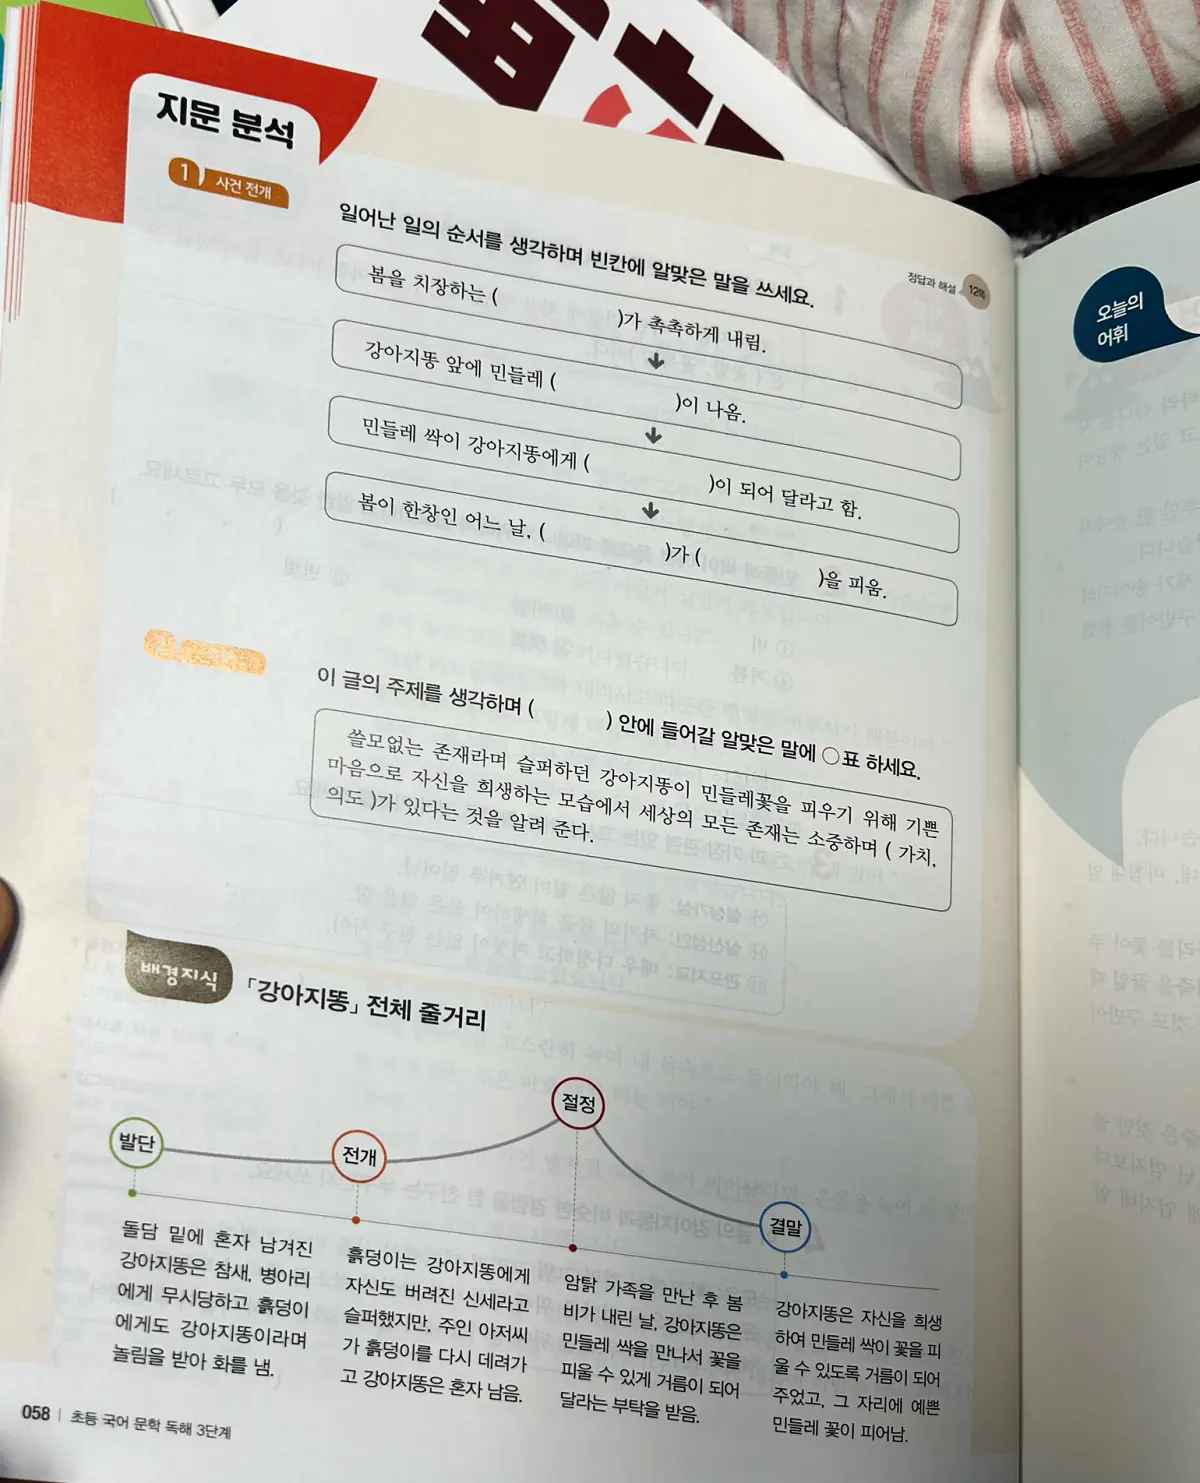 지문 분석
1 사건 전개
일어난 일의 순서를 생각하며 빈칸에 알맞은 말을 쓰세요.
정답과 해설 12쪽
봄을 치장하는 ( )가 촉촉하게 내림.
강아지똥 앞에 민들레 ( )이 나옴.
민들레 싹이 강아지똥에게 ( )이 되어 달라고 함.
봄이 한창인 어느 날, ( )가 ( )을 피움.
이 글의 주제를 생각하며 ( ) 안에 들어갈 알맞은 말에 ○표 하세요.
쓸모없는 존재라며 슬퍼하던 강아지똥이 민들레꽃을 피우기 위해 기쁜
마음으로 자신을 희생하는 모습에서 세상의 모든 존재는 소중하며 ( 가치,
의도 )가 있다는 것을 알려 준다.
배경지식
「강아지똥」 전체 줄거리
발단
돌담 밑에 혼자 남겨진
강아지똥은 참새, 병아리
에게 무시당하고 흙덩이
에게도 강아지똥이라며
놀림을 받아 화를 냄.
전개
흙덩이는 강아지똥에게
자신도 버려진 신세라고
슬퍼했지만, 주인 아저씨
가 흙덩이를 다시 데려가
고 강아지똥은 혼자 남음.
절정
암탉 가족을 만난 후 봄
비가 내린 날, 강아지똥은
민들레 싹을 만나서 꽃을
피울 수 있게 거름이 되어
달라는 부탁을 받음.
결말
강아지똥은 자신을 희생
하여 민들레 싹이 꽃을 피
울 수 있도록 거름이 되어
주었고, 그 자리에 예쁜
민들레 꽃이 피어남.
058 | 초등 국어 문학 독해 3단계
오늘의
어휘